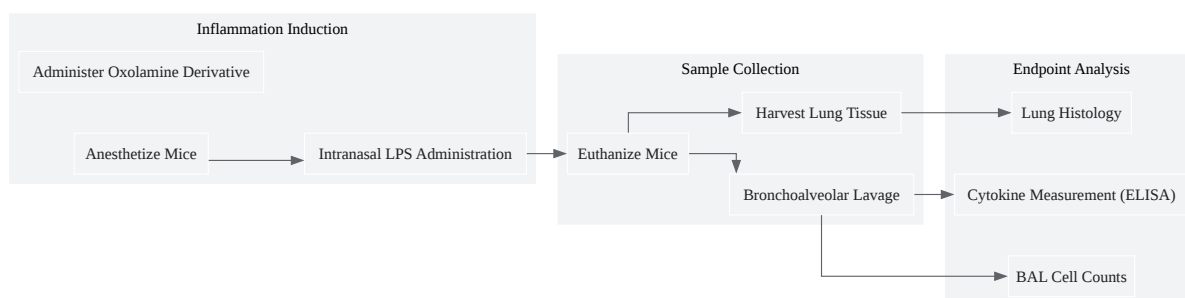 Inflammation Induction
Administer Oxolamine Derivative
Anesthetize Mice
Intranasal LPS Administration
Sample Collection
Harvest Lung Tissue
Euthanize Mice
Bronchoalveolar Lavage
Endpoint Analysis
Lung Histology
Cytokine Measurement (ELISA)
BAL Cell Counts